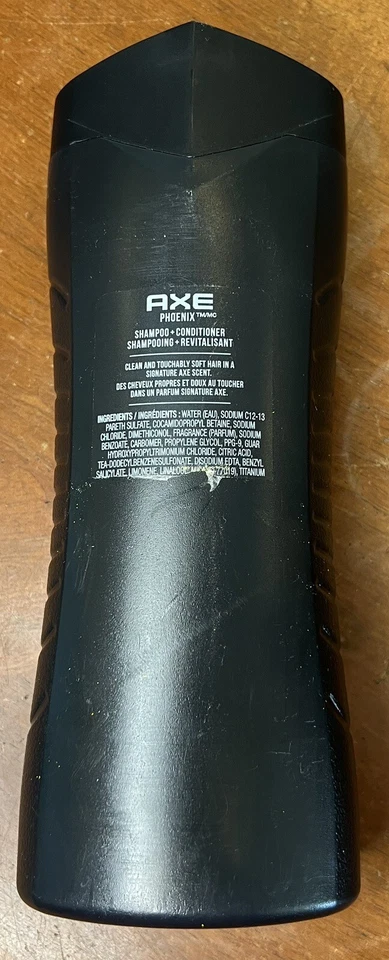 AXE
PHOENIX TM/MC
SHAMPOO + CONDITIONER
SHAMPOOING + REVITALISANT
CLEAN AND TOUCHABLY SOFT HAIR IN A
SIGNATURE AXE SCENT.
DES CHEVEUX PROPRES ET DOUX AU TOUCHER
DANS UN PARFUM SIGNATURE AXE.
INGREDIENTS / INGRÉDIENTS: WATER (EAU), SODIUM C12-13
PARETH SULFATE, COCAMIDOPROPYL BETAINE, SODIUM
CHLORIDE, DIMETHICONOL, FRAGRANCE (PARFUM), SODIUM
BENZOATE, CARBOMER, PROPYLENE GLYCOL, PPG-9, GUAR
HYDROXYPROPYLTRIMONIUM CHLORIDE, CITRIC ACID,
TEA-DODECYLBENZENESULFONATE, DISODIUM EDTA, BENZYL
SALICYLATE, LIMONENE, LINALOOL, 77019), TITANIUM